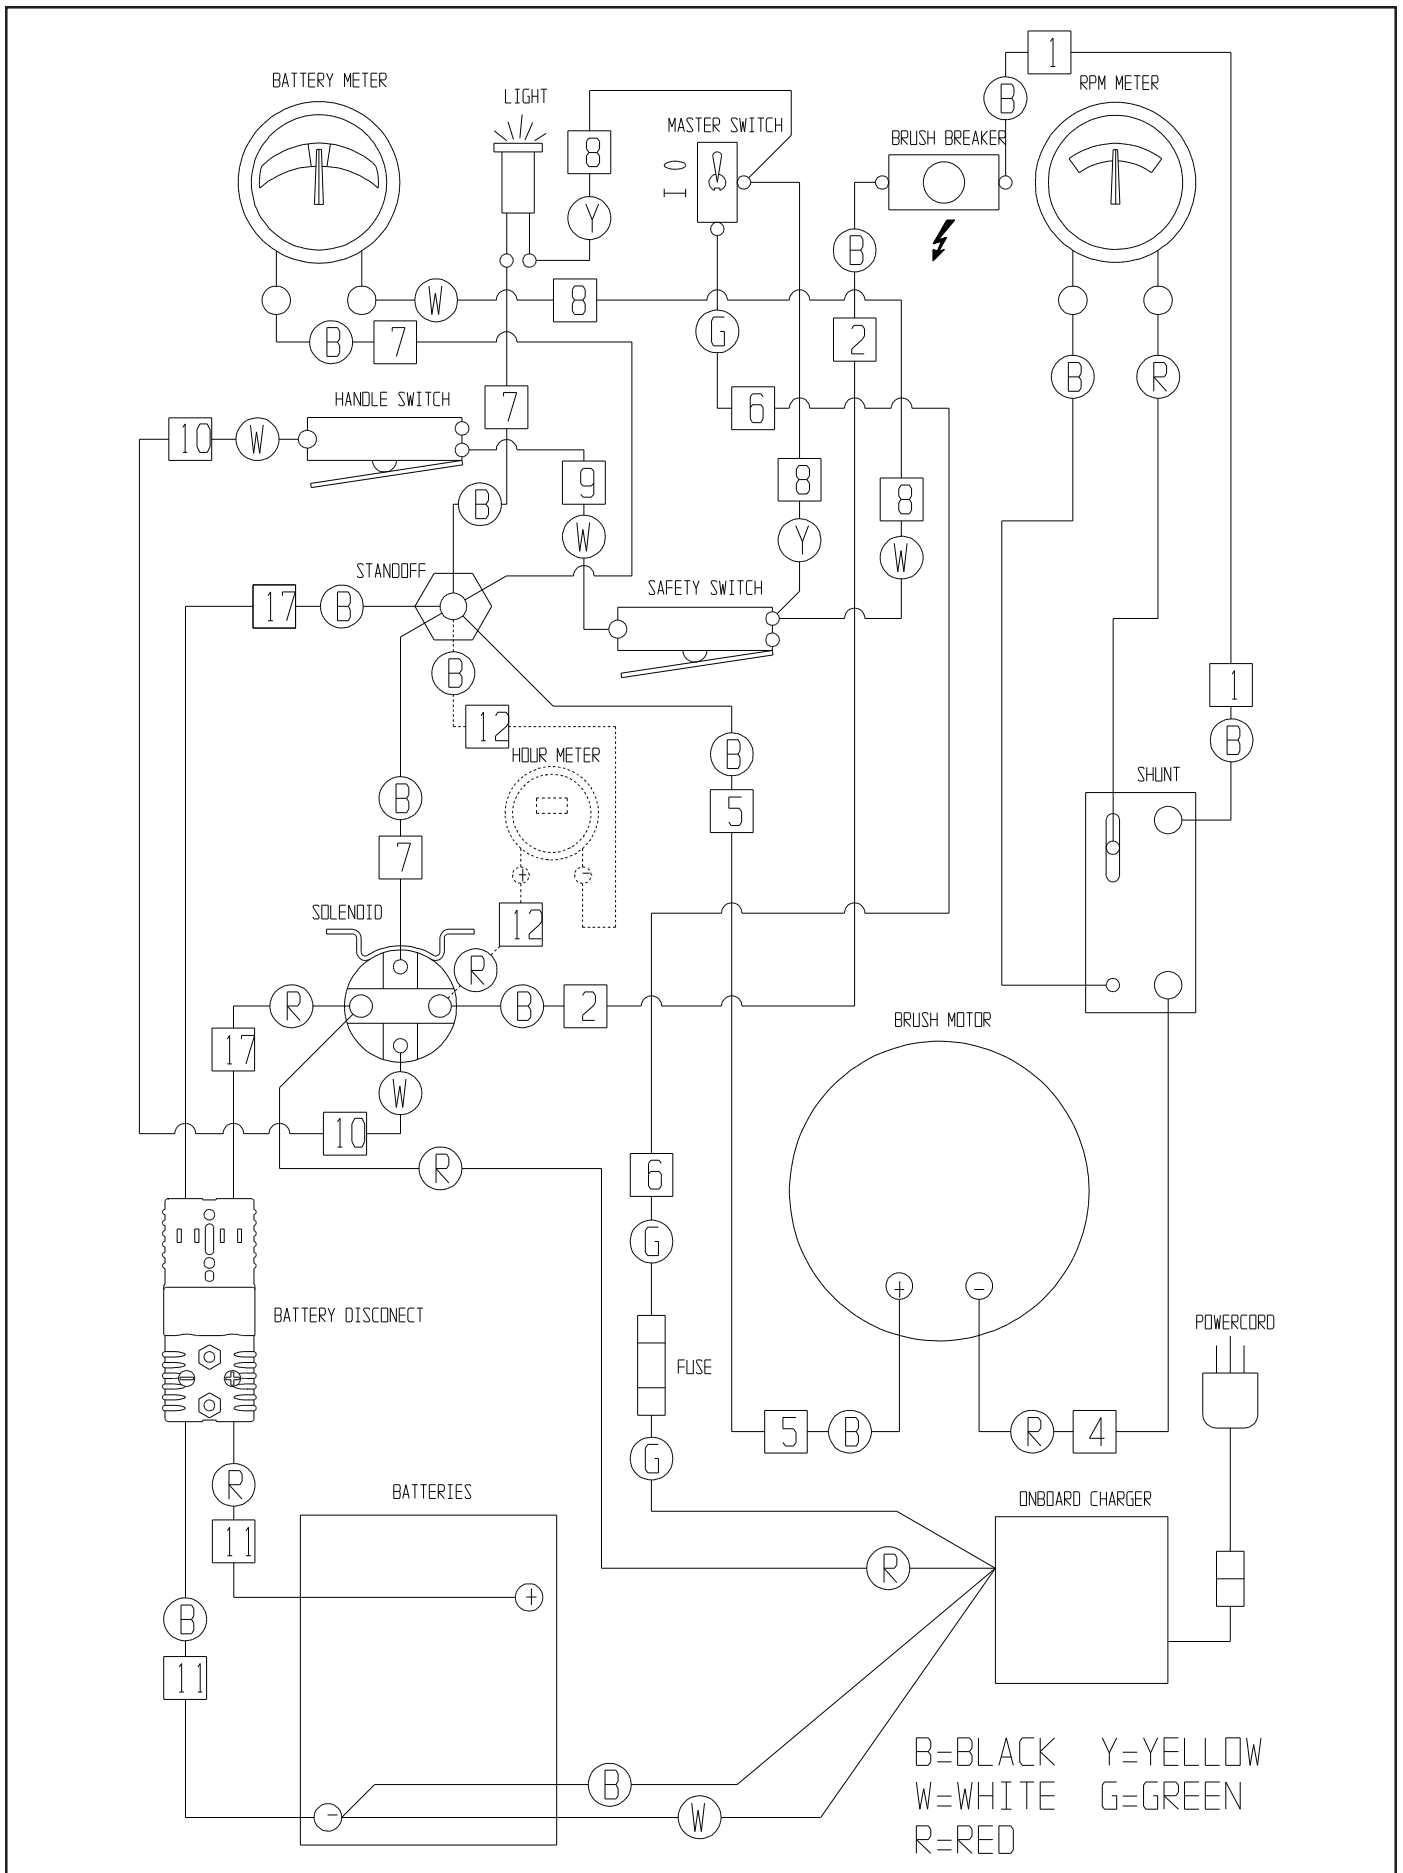 1
BATTERY METER
RPM METER
LIGHT
B
MASTER SWITCH
BRUSH BREAKER
8
I O
Y
B
W
8
G
2
B
7
B
R
HANDLE SWITCH
7
6
10
W
9
8
8
B
W
Y
W
STANDOFF
SAFETY SWITCH
17
B
B
1
12
B
B
HOUR METER
SHUNT
B
5
7
+
-
SOLENOID
12
R
R
B
2
BRUSH MOTOR
17
W
10
R
6
G
+
-
BATTERY DISCONECT
POWERCORD
FUSE
- +
5
B
R
4
G
R
BATTERIES
ONBOARD CHARGER
11
R
+
B
11
B=BLACK Y=YELLOW
B
W=WHITE G=GREEN
-
W
R=RED